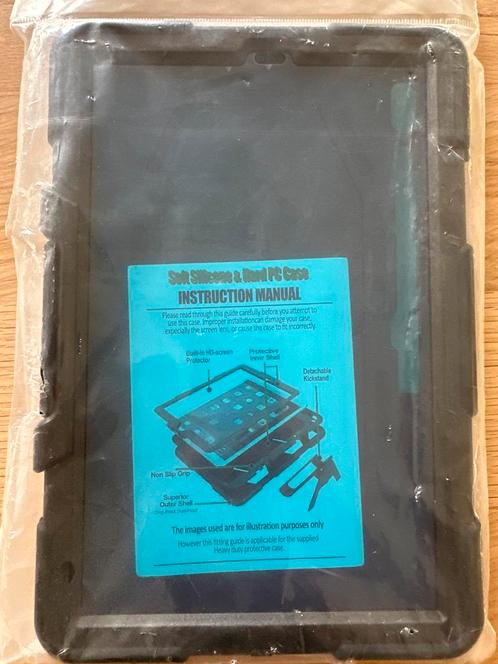 Soft Silicone & Hard PC Case
INSTRUCTION MANUAL
Please read through this guide carefully before you attempt to
use this case. Improper installationcan damage your case,
expecially the screen lens, or cause the case to fit incorrectly.
Built-in HD-screen
Protector
Protective
Inner Shell
Detachable
Kickstand
Non Slip Grip
Superior
Outer Shell
The images used are for illustration purposes only
However this fitting guide is applicable for the supplied
Heavy duty protective case.